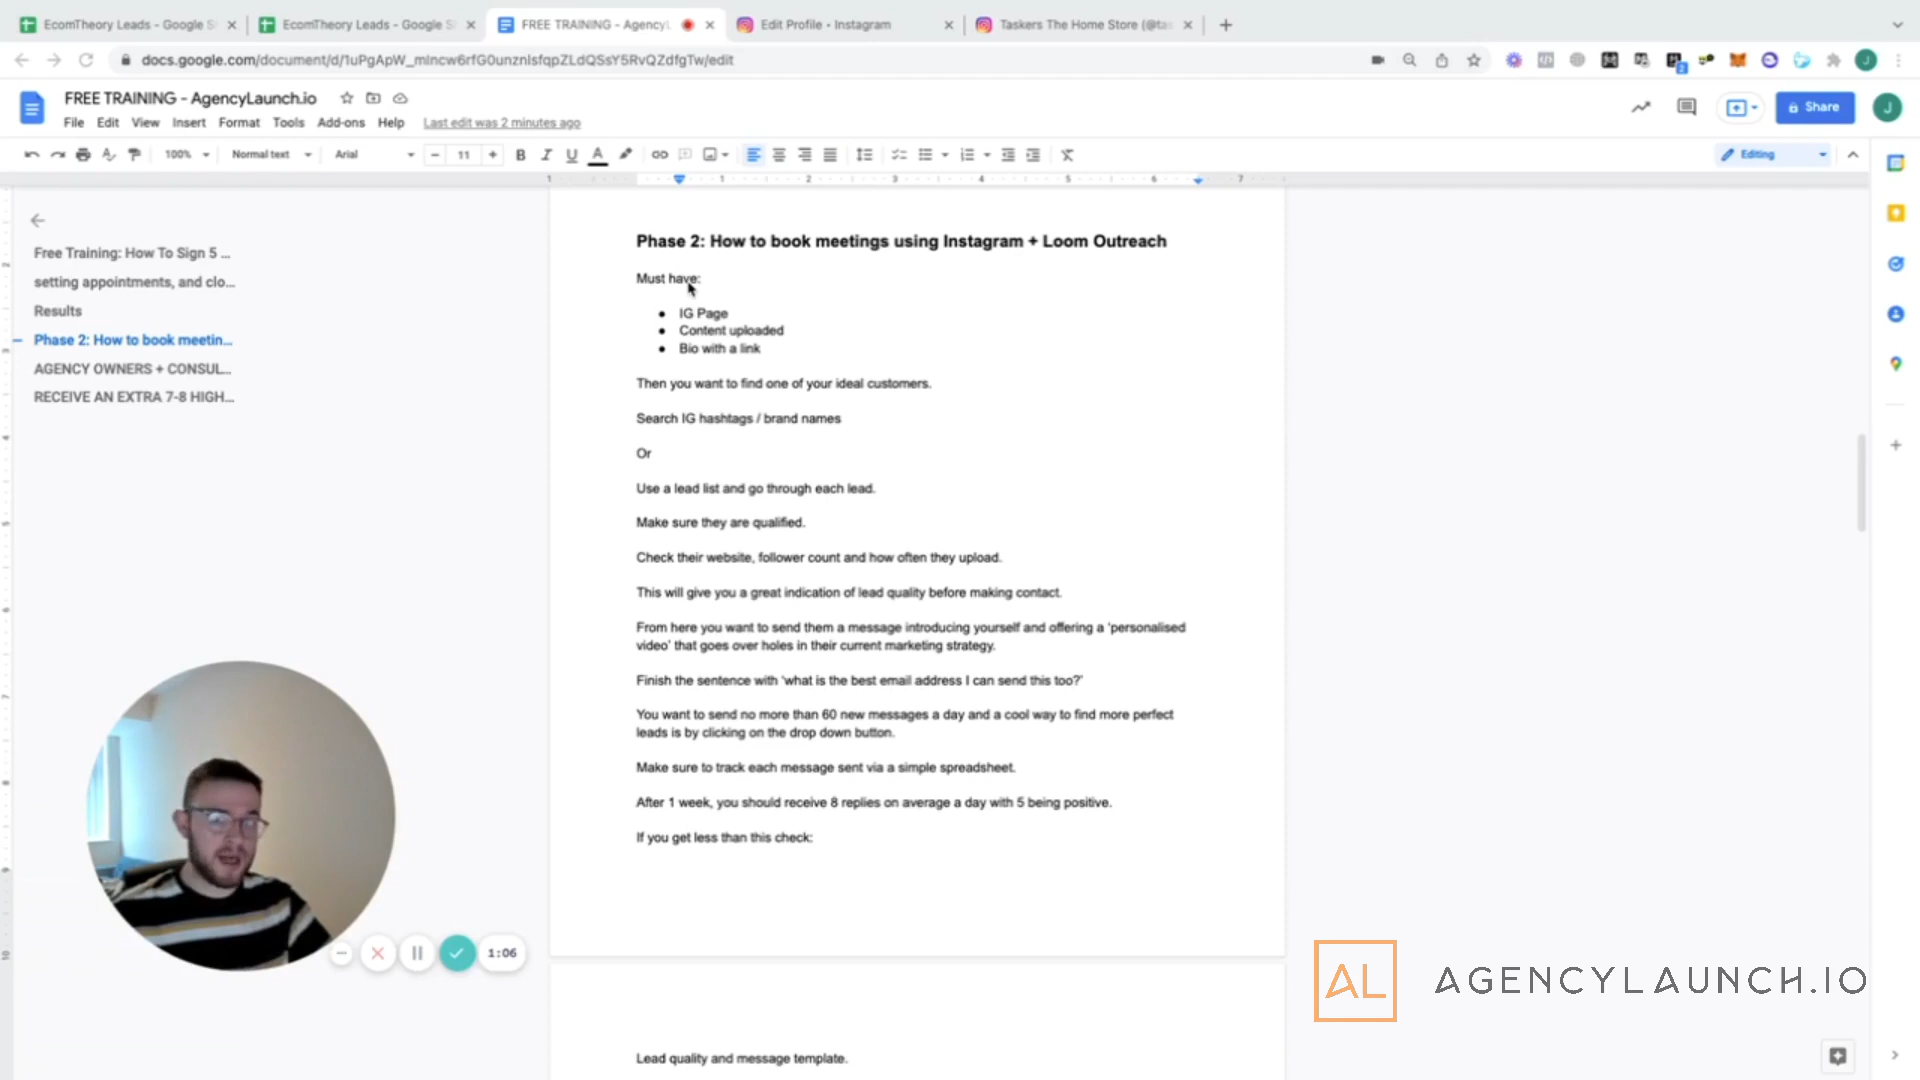 EcomTheory Leads - Google S
EcomTheory Leads - Google S
FREE TRAINING - AgencyL
Edit Profile • Instagram
Taskers The Home Store (@tas
docs.google.com/document/d/1uPgApW_mlncw6rfG0unznlsfqpZLdQSsY5RvQZdfgTw/edit
FREE TRAINING - AgencyLaunch.io
File Edit View Insert Format Tools Add-ons Help Last edit was 2 minutes ago
Share
J
J
100% Normal text Arial 11 B I U A
Editing
1 1 2 3 4 5 6 7
Free Training: How To Sign 5 ...
setting appointments, and clo...
Results
Phase 2: How to book meetin...
AGENCY OWNERS + CONSUL...
RECEIVE AN EXTRA 7-8 HIGH...
Phase 2: How to book meetings using Instagram + Loom Outreach
Must have:
• IG Page
• Content uploaded
• Bio with a link
Then you want to find one of your ideal customers.
Search IG hashtags / brand names
Or
Use a lead list and go through each lead.
Make sure they are qualified.
Check their website, follower count and how often they upload.
This will give you a great indication of lead quality before making contact.
From here you want to send them a message introducing yourself and offering a ‘personalised
video’ that goes over holes in their current marketing strategy.
Finish the sentence with ‘what is the best email address I can send this too?’
You want to send no more than 60 new messages a day and a cool way to find more perfect
leads is by clicking on the drop down button.
Make sure to track each message sent via a simple spreadsheet.
After 1 week, you should receive 8 replies on average a day with 5 being positive.
If you get less than this check:
Lead quality and message template.
1:06
AL AGENCYLAUNCH.IO